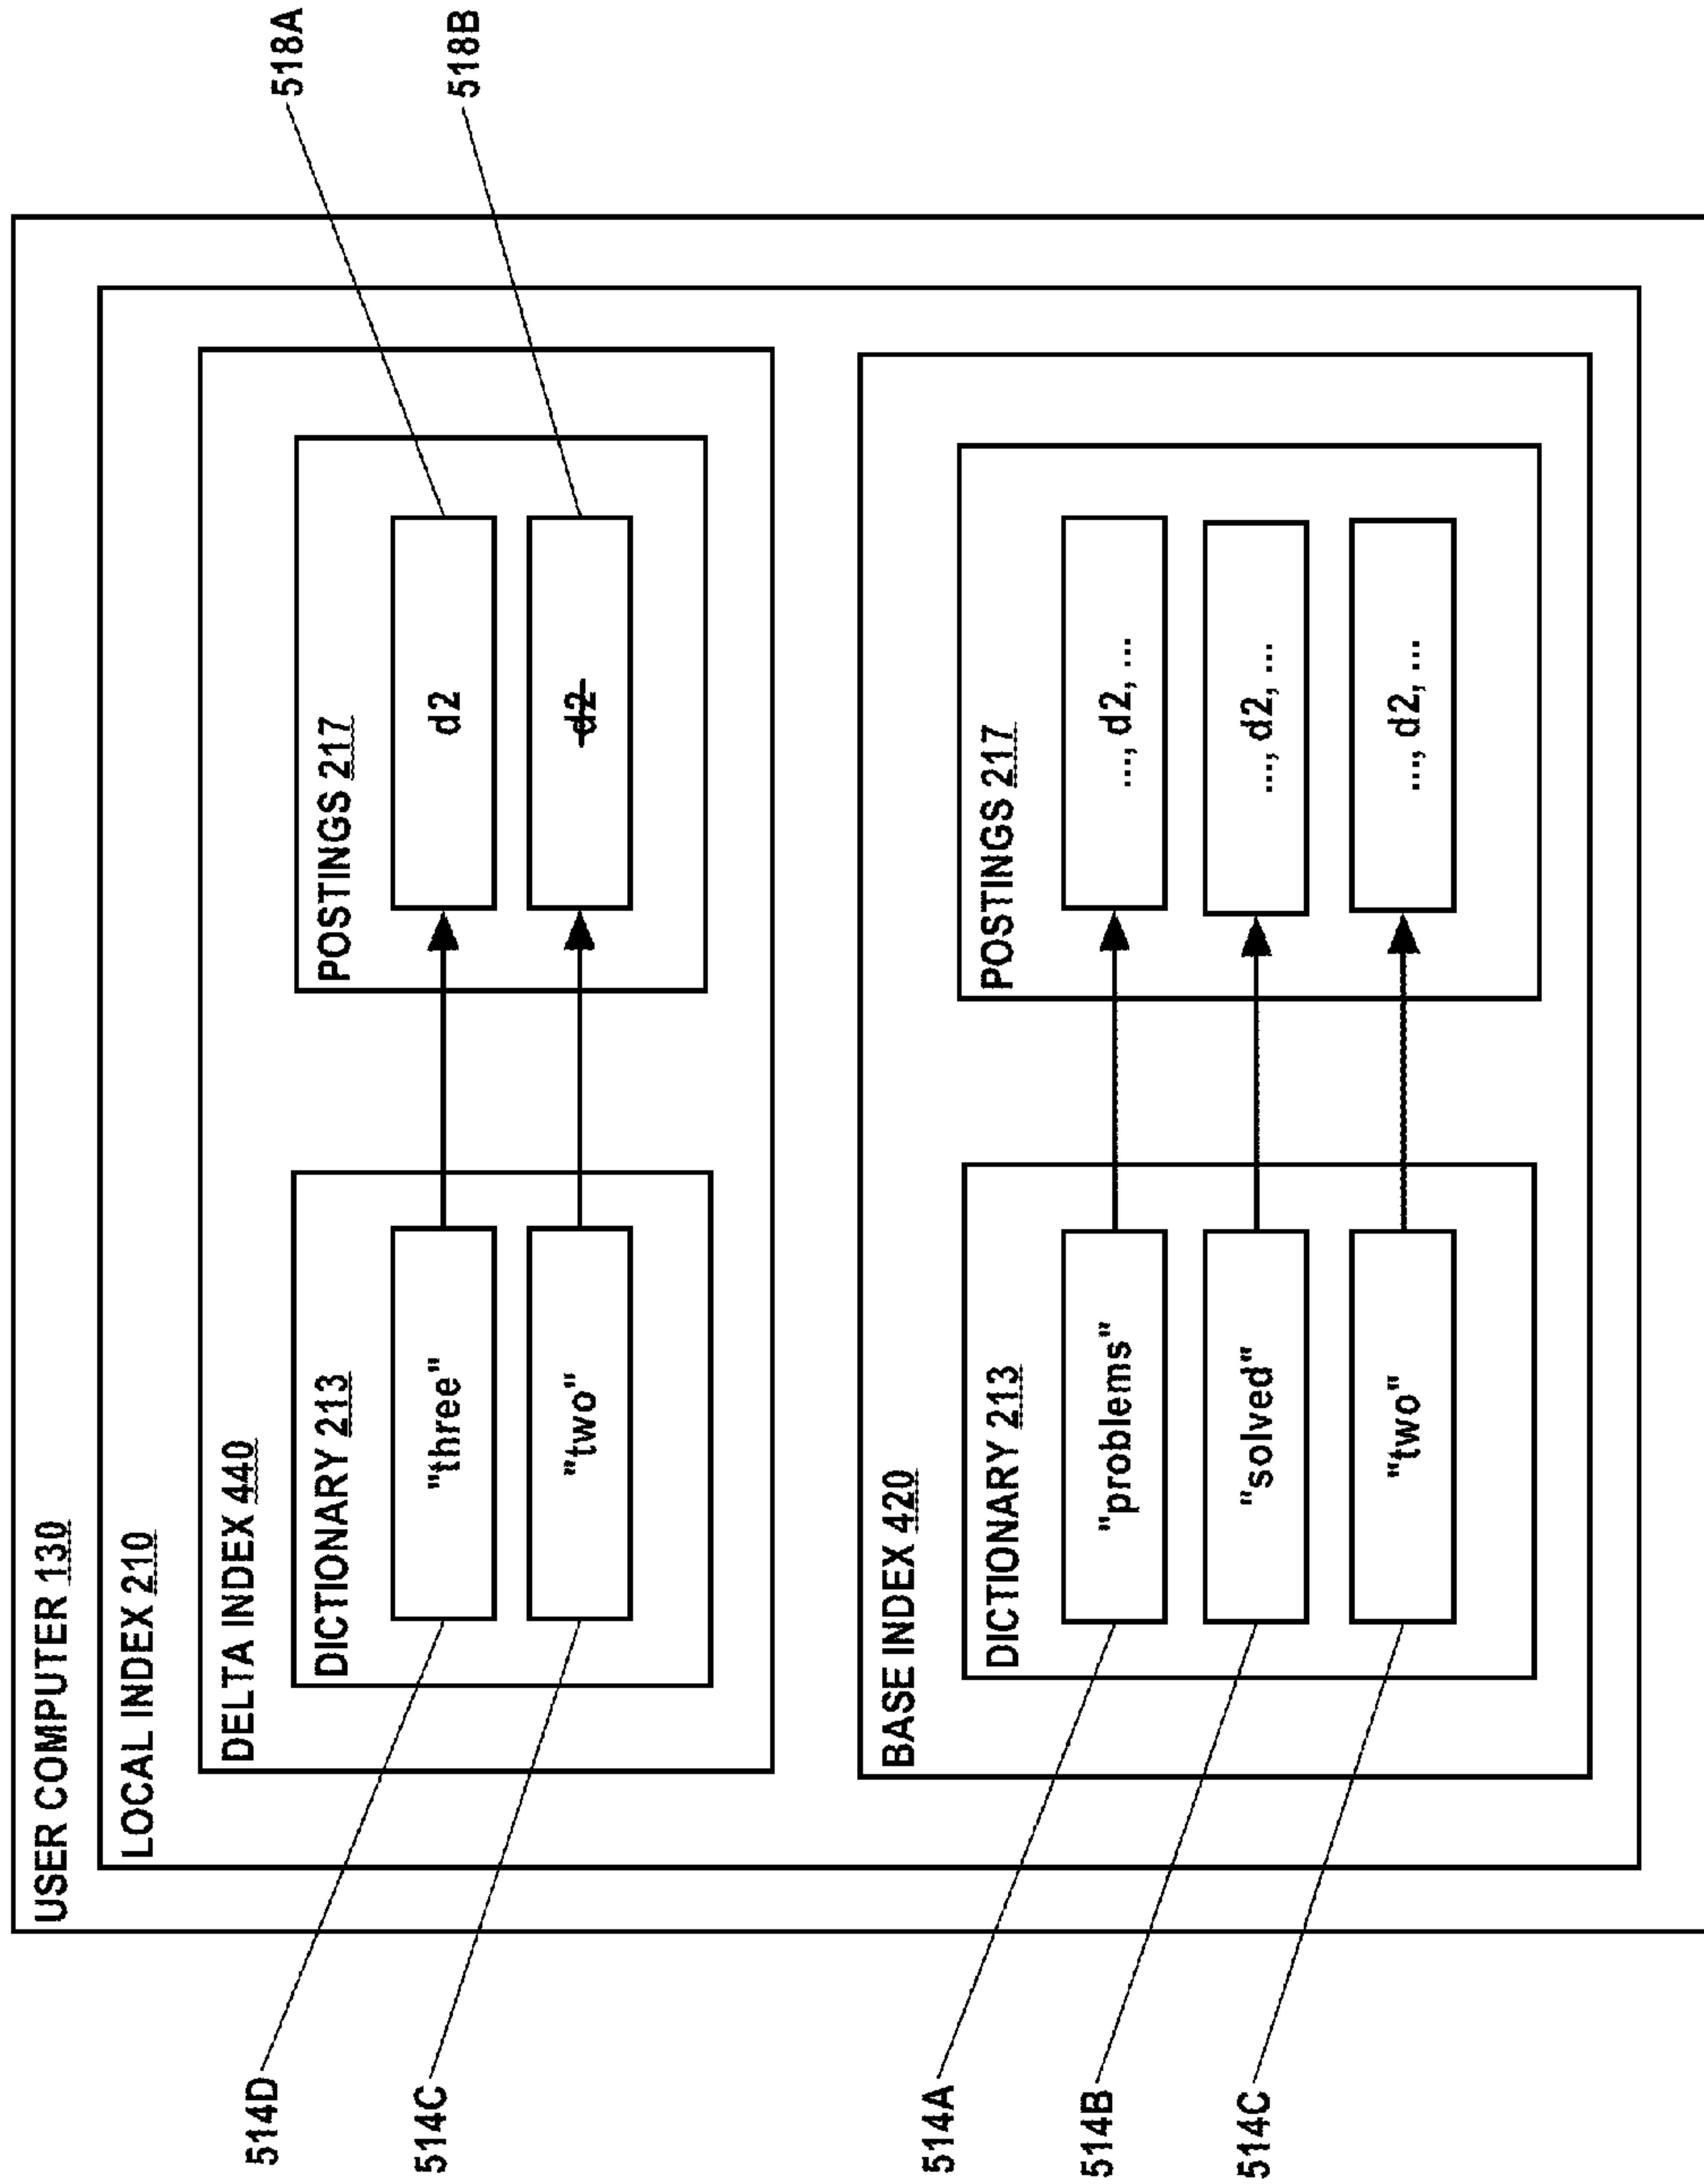 USER COMPUTER 130
LOCAL INDEX 210
DELTA INDEX 440
DICTIONARY 213
POSTINGS 217
518A
514D
"three"
d2
518B
514C
"two"
d2
BASE INDEX 420
DICTIONARY 213
POSTINGS 217
514A
"problems"
..., d2, ...
514B
"solved"
..., d2, ...
514C
"two"
..., d2, ...